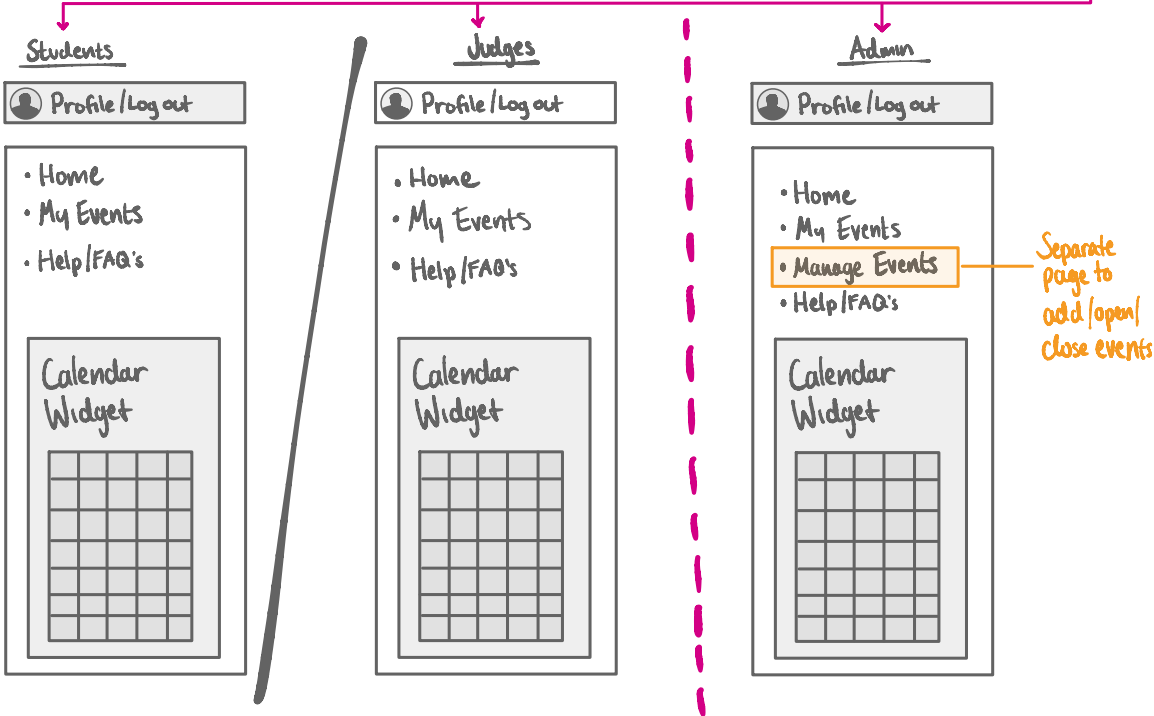 Students
Profile/Log out
• Home
• My Events
• Help/FAQ's
Calendar
Widget
Judges
Profile/Log out
• Home
• My Events
• Help/FAQ's
Calendar
Widget
Admin
Profile/Log out
• Home
• My Events
• Manage Events
• Help/FAQ's
Calendar
Widget
Separate
page to
add/open/
close events